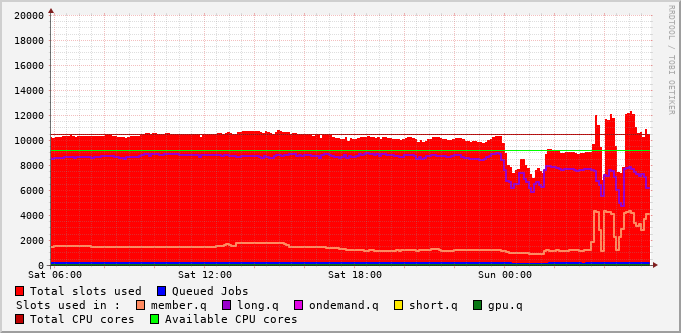 RRDTOOL / TOBI OETIKER
20000
18000
16000
14000
12000
10000
8000
6000
4000
2000
0
Sat 06:00 Sat 12:00 Sat 18:00 Sun 00:00
Total slots used Queued Jobs
Slots used in : member.q long.q ondemand.q short.q gpu.q
Total CPU cores Available CPU cores